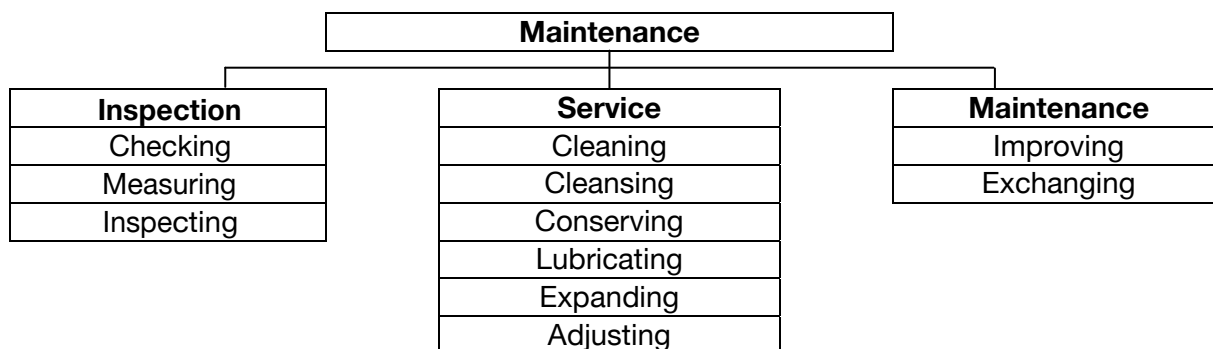 Maintenance
Inspection
Checking
Measuring
Inspecting
Service
Cleaning
Cleansing
Conserving
Lubricating
Expanding
Adjusting
Maintenance
Improving
Exchanging